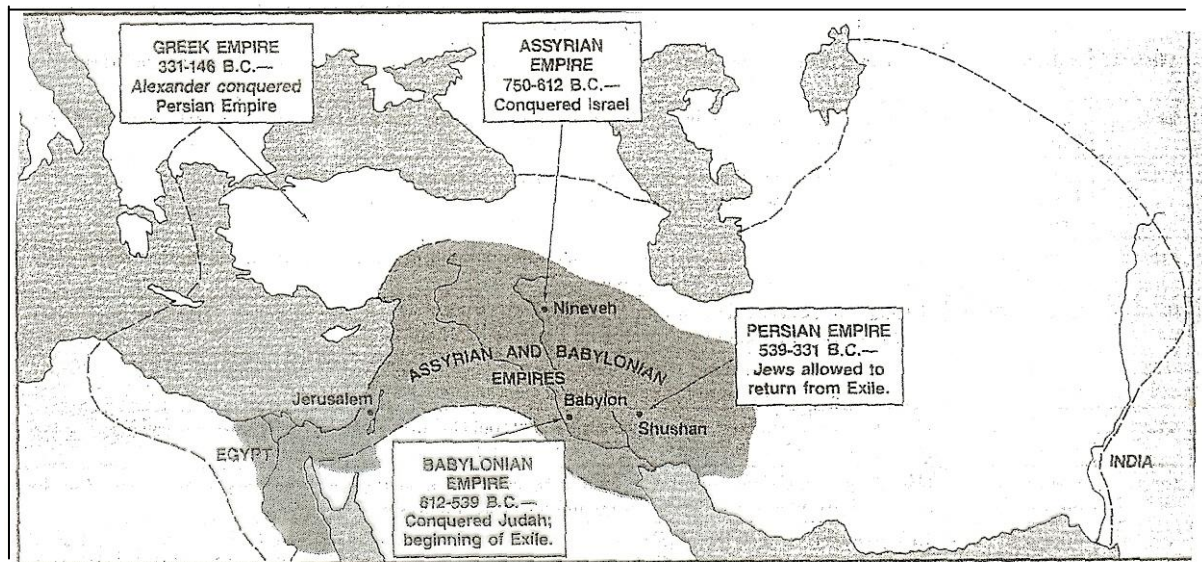 GREEK EMPIRE
331-146 B.C.—
Alexander conquered
Persian Empire
ASSYRIAN
EMPIRE
750-612 B.C.—
Conquered Israel
Nineveh
PERSIAN EMPIRE
539-331 B.C.—
Jews allowed to
return from Exile.
ASSYRIAN AND BABYLONIAN
EMPIRES
Jerusalem
Babylon
Shushan
EGYPT
BABYLONIAN
EMPIRE
612-539 B.C.—
Conquered Judah;
beginning of Exile.
INDIA